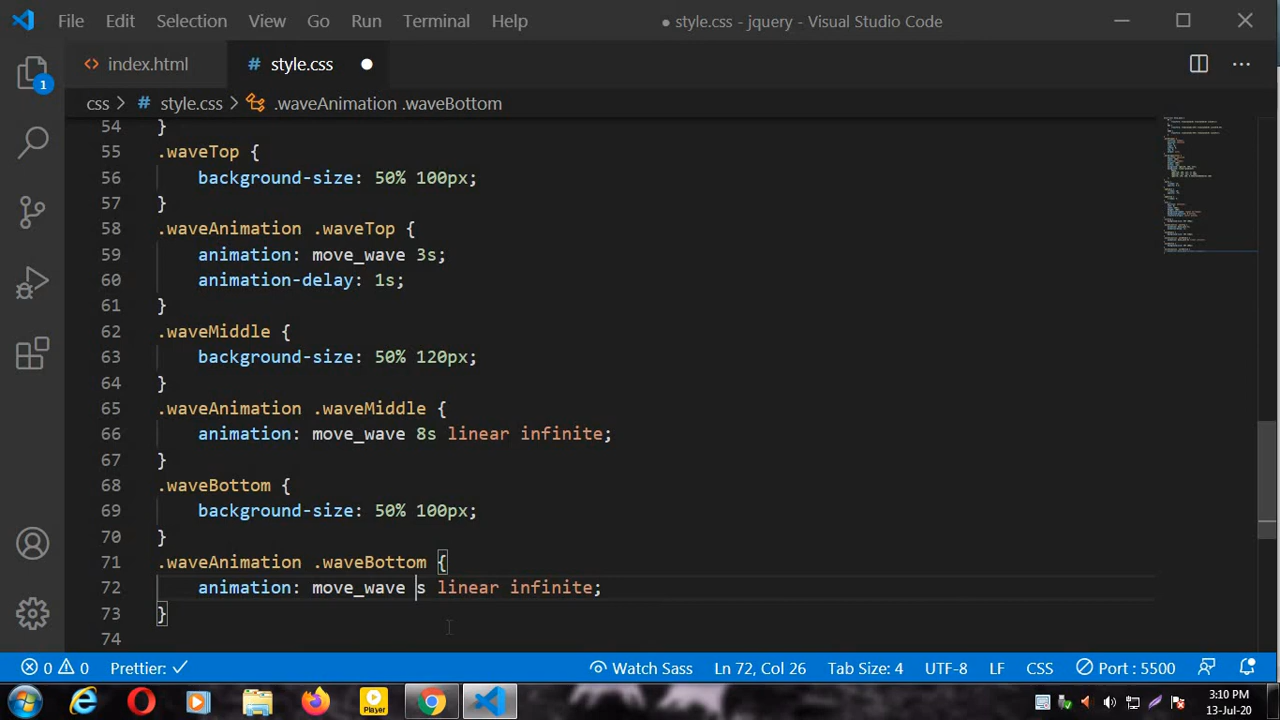 File Edit Selection View Go Run Terminal Help ● style.css - jquery - Visual Studio Code
<> index.html # style.css
css > # style.css > .waveAnimation .waveBottom
54 }
55 .waveTop {
56 background-size: 50% 100px;
57 }
58 .waveAnimation .waveTop {
59 animation: move_wave 3s;
60 animation-delay: 1s;
61 }
62 .waveMiddle {
63 background-size: 50% 120px;
64 }
65 .waveAnimation .waveMiddle {
66 animation: move_wave 8s linear infinite;
67 }
68 .waveBottom {
69 background-size: 50% 100px;
70 }
71 .waveAnimation .waveBottom {
72 animation: move_wave s linear infinite;
73 }
74
1
0 0 Prettier: ✓ Watch Sass Ln 72, Col 26 Tab Size: 4 UTF-8 LF CSS Port : 5500
Player
3:10 PM
13-Jul-20